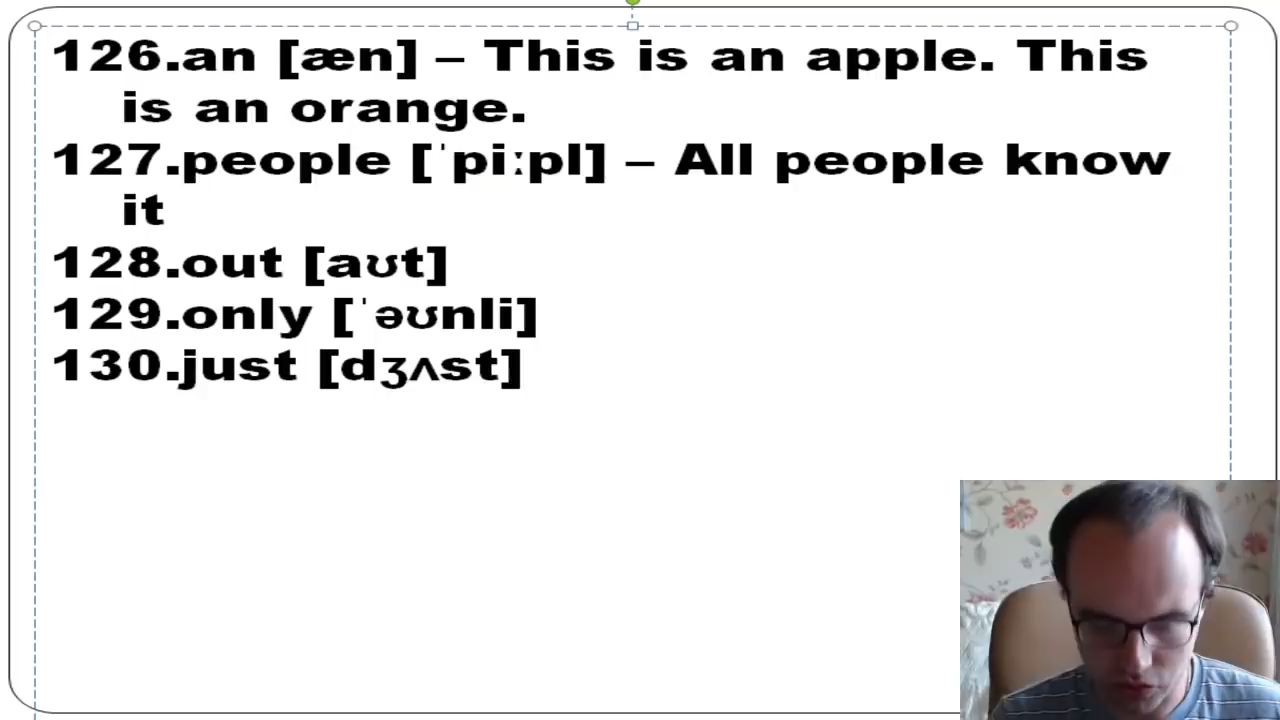 126.an [æn] – This is an apple. This
is an orange.
127.people [ˈpiːpl] – All people know
it
128.out [aʊt]
129.only [ˈəʊnli]
130.just [dʒʌst]